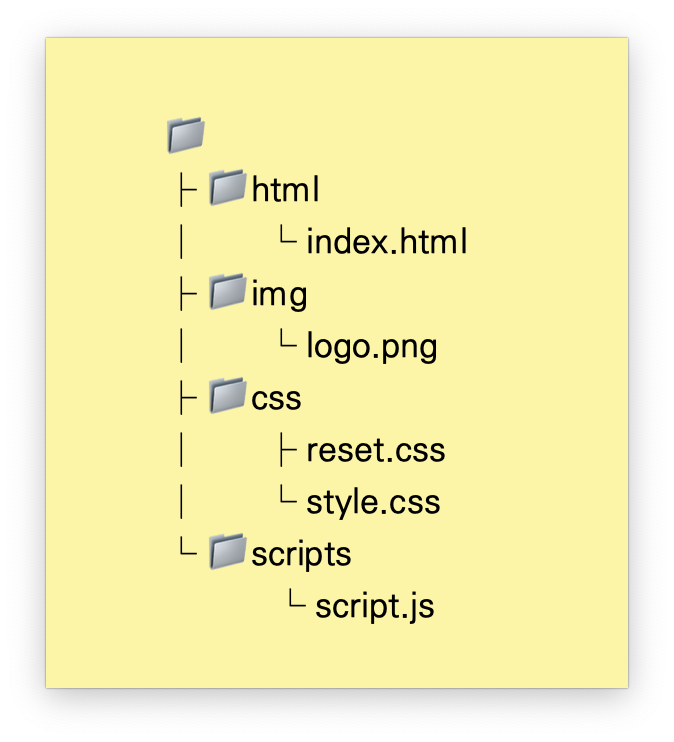 📁
├ 📁html
│  └ index.html
├ 📁img
│  └ logo.png
├ 📁css
│  ├ reset.css
│  └ style.css
└ 📁scripts
   └ script.js